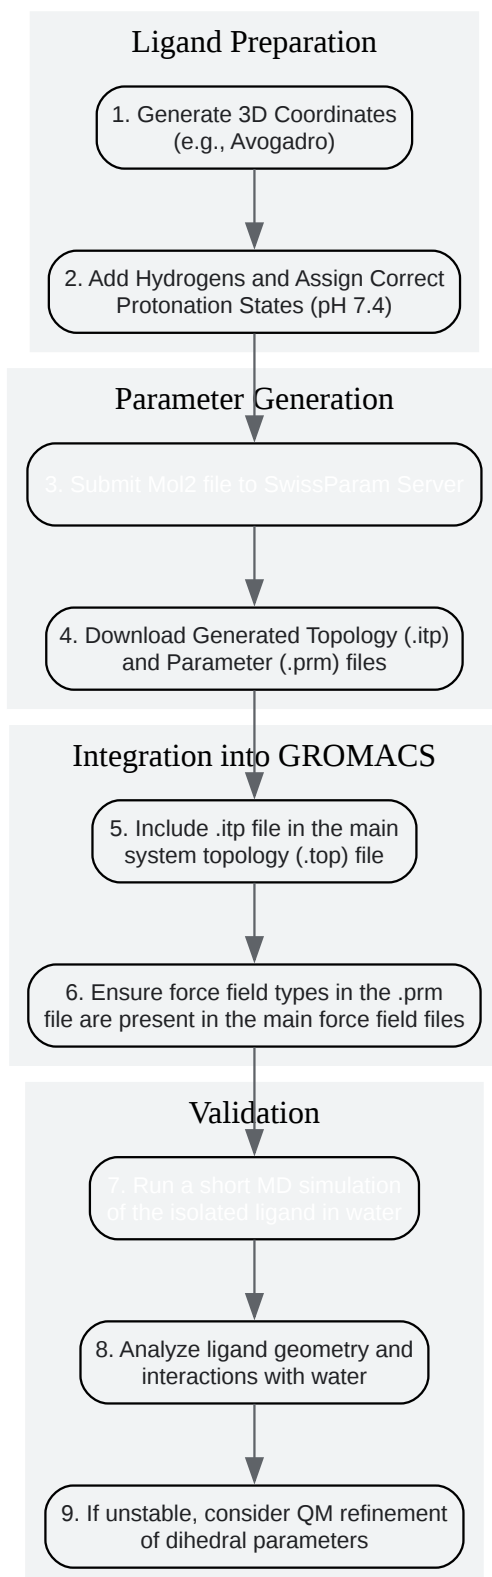 Ligand Preparation
1. Generate 3D Coordinates
(e.g., Avogadro)
2. Add Hydrogens and Assign Correct
Protonation States (pH 7.4)
Parameter Generation
3. Submit Mol2 file to SwissParam Server
4. Download Generated Topology (.itp)
and Parameter (.prm) files
Integration into GROMACS
5. Include .itp file in the main
system topology (.top) file
6. Ensure force field types in the .prm
file are present in the main force field files
Validation
7. Run a short MD simulation
of the isolated ligand in water
8. Analyze ligand geometry and
interactions with water
9. If unstable, consider QM refinement
of dihedral parameters